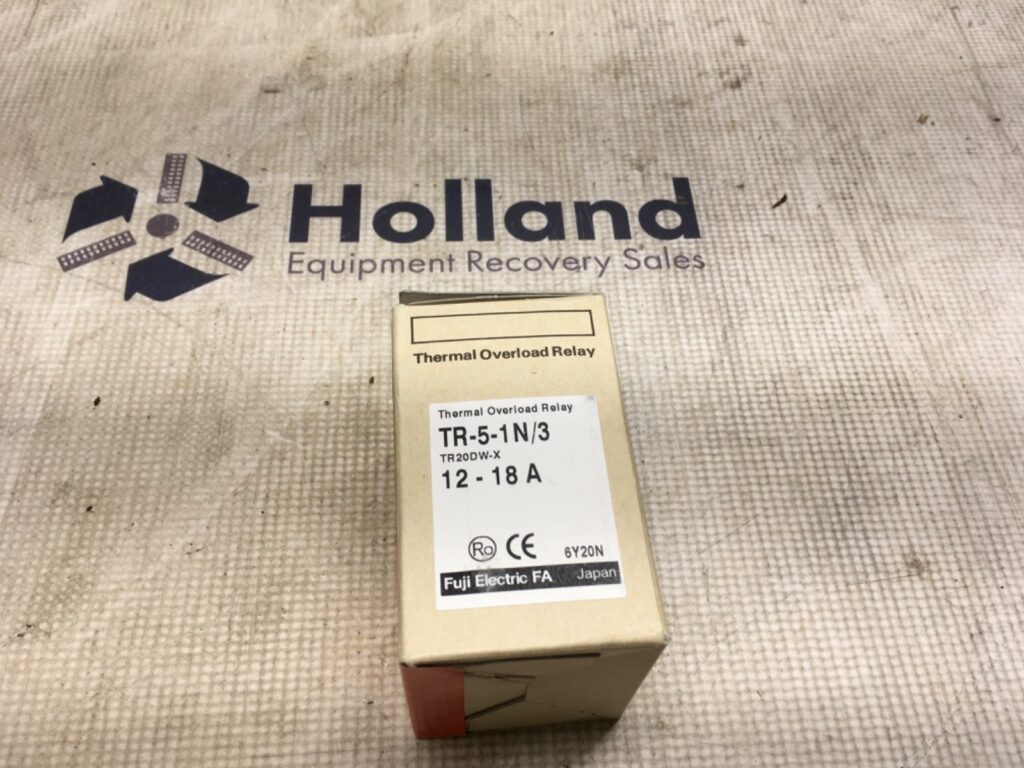 Holland
Equipment Recovery Sales
Thermal Overload Relay
Thermal Overload Relay
TR-5-1N/3
TR20DW-X
12 - 18 A
Ro CE 6Y20N
Fuji Electric FA Japan